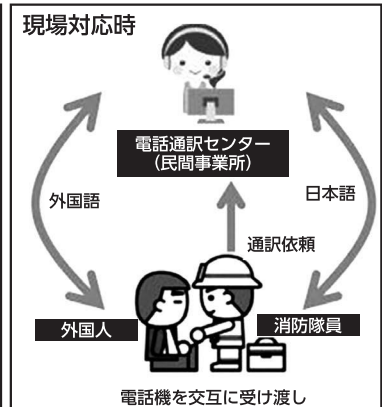 現場対応時
電話通訳センター
(民間事業所)
外国語
日本語
通訳依頼
外国人
消防隊員
電話機を交互に受け渡し